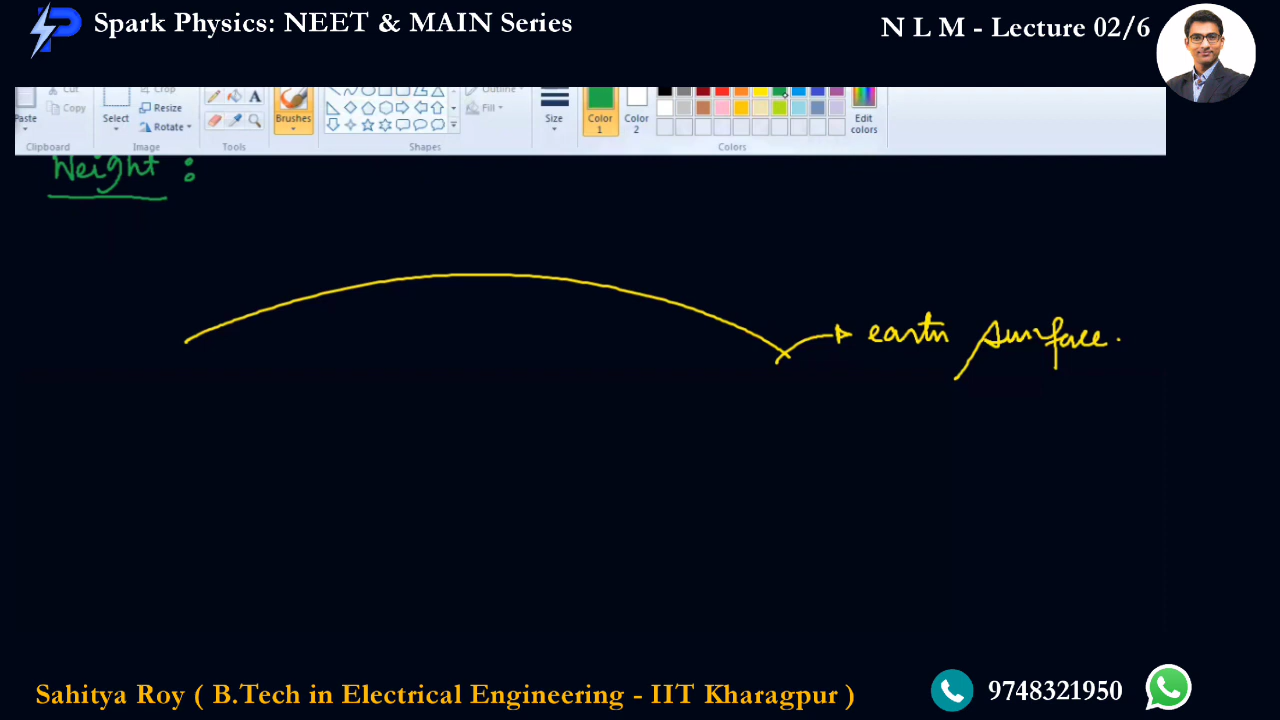 Spark Physics: NEET & MAIN Series
N L M - Lecture 02/6
Paste
Cut
Copy
Clipboard
Select
Crop
Resize
Rotate
Image
A
Tools
Brushes
Outline
Fill
Shapes
Size
Color 1
Color 2
Edit colors
Colors
Weight :
earth surface.
Sahitya Roy ( B.Tech in Electrical Engineering - IIT Kharagpur )
9748321950